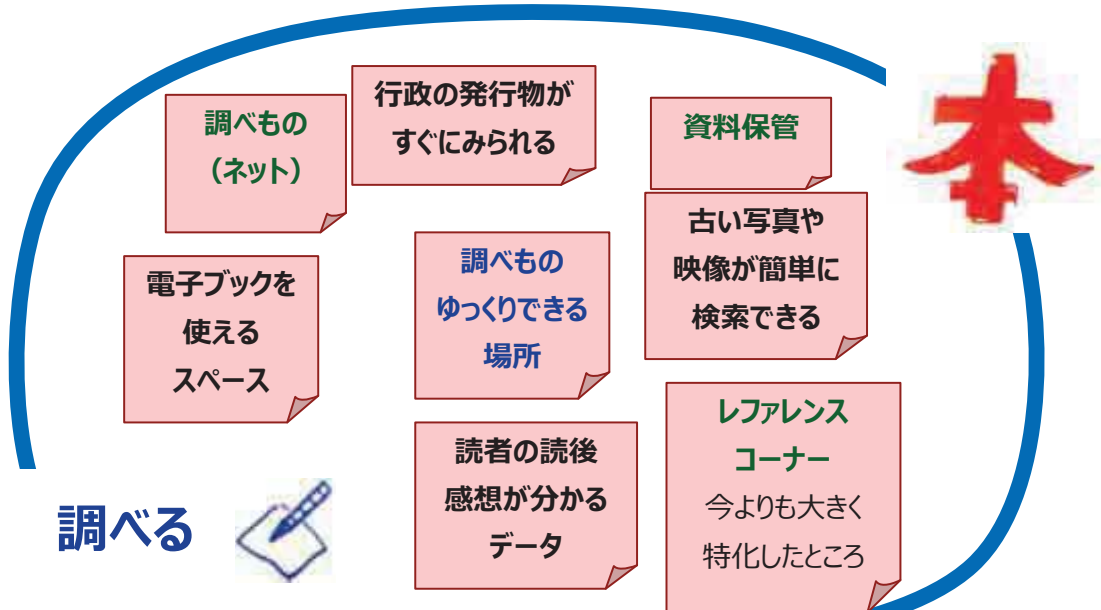 調べもの
（ネット）
行政の発行物が
すぐにみられる
資料保管
本
古い写真や
映像が簡単に
検索できる
電子ブックを
使える
スペース
調べもの
ゆっくりできる
場所
読者の読後
感想が分かる
データ
レファレンス
コーナー
今よりも大きく
特化したところ
調べる